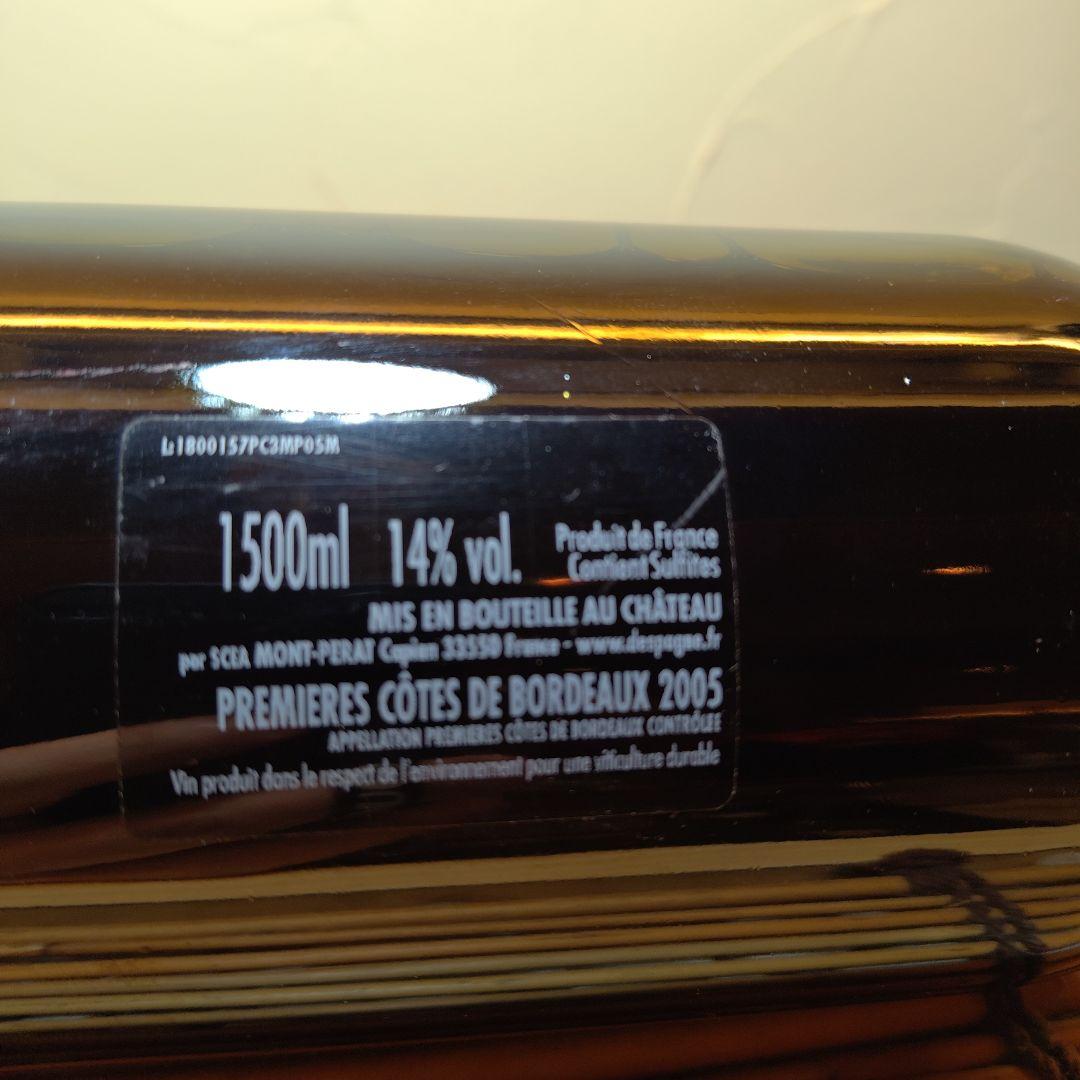 L:1800157PC3MP05M
1500ml 14% vol. Produit de France
Contient Sulfites
MIS EN BOUTEILLE AU CHÂTEAU
par SCEA MONT-PERAT Capian 33550 France - www.despagne.fr
PREMIERES CÔTES DE BORDEAUX 2005
APPELLATION PREMIERES CÔTES DE BORDEAUX CONTRÔLÉE
Vin produit dans le respect de l'environnement pour une viticulture durable